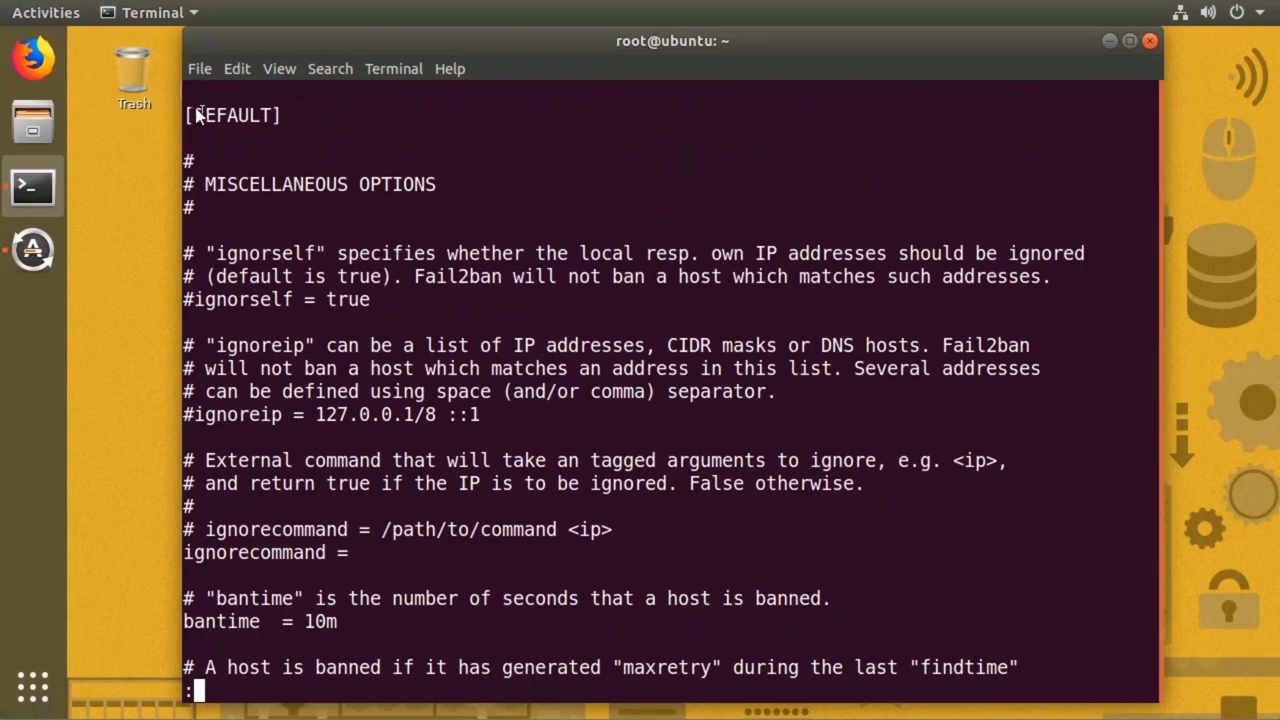 Activities
Terminal
root@ubuntu: ~
File Edit View Search Terminal Help
Trash
[DEFAULT]
#
# MISCELLANEOUS OPTIONS
#
# "ignorself" specifies whether the local resp. own IP addresses should be ignored
# (default is true). Fail2ban will not ban a host which matches such addresses.
#ignorself = true
# "ignoreip" can be a list of IP addresses, CIDR masks or DNS hosts. Fail2ban
# will not ban a host which matches an address in this list. Several addresses
# can be defined using space (and/or comma) separator.
#ignoreip = 127.0.0.1/8 ::1
# External command that will take an tagged arguments to ignore, e.g. <ip>,
# and return true if the IP is to be ignored. False otherwise.
#
# ignorecommand = /path/to/command <ip>
ignorecommand =
# "bantime" is the number of seconds that a host is banned.
bantime  = 10m
# A host is banned if it has generated "maxretry" during the last "findtime"
: